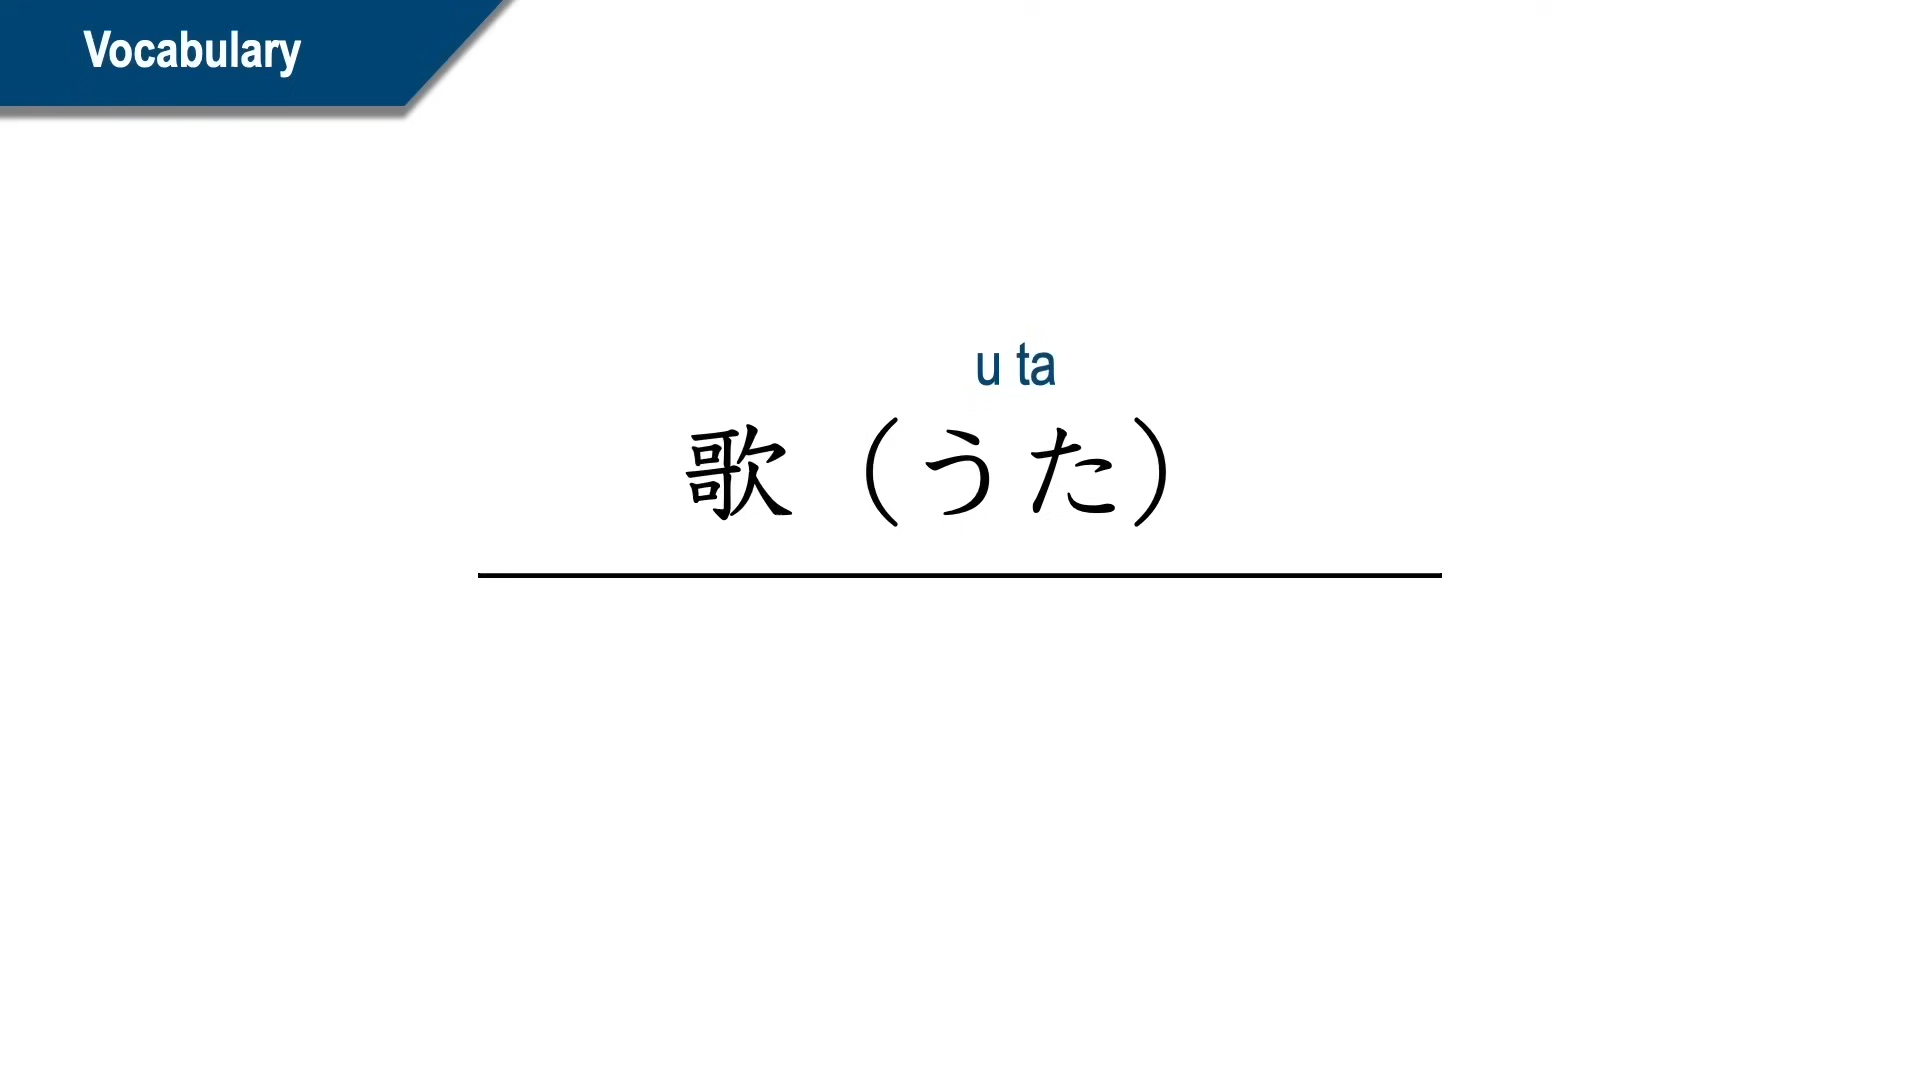 Vocabulary
u ta
歌（うた）